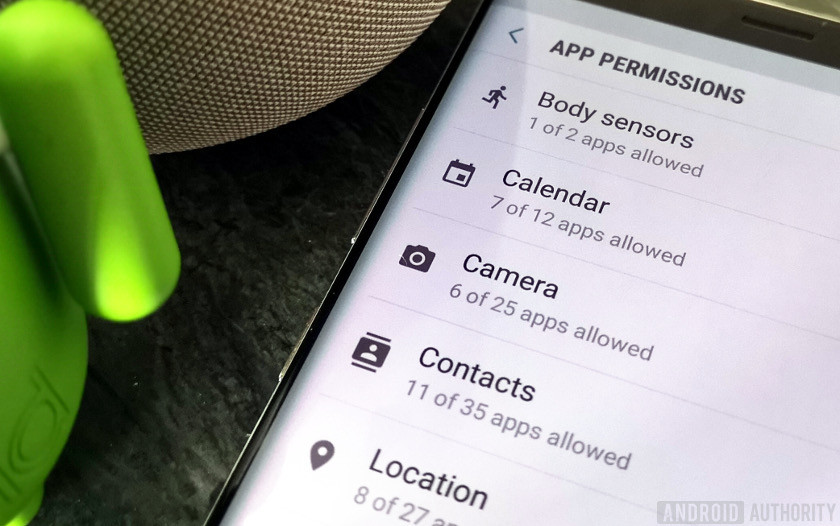 APP PERMISSIONS
Body sensors
1 of 2 apps allowed
Calendar
7 of 12 apps allowed
Camera
6 of 25 apps allowed
Contacts
11 of 35 apps allowed
Location
8 of 27
ANDROID AUTHORITY